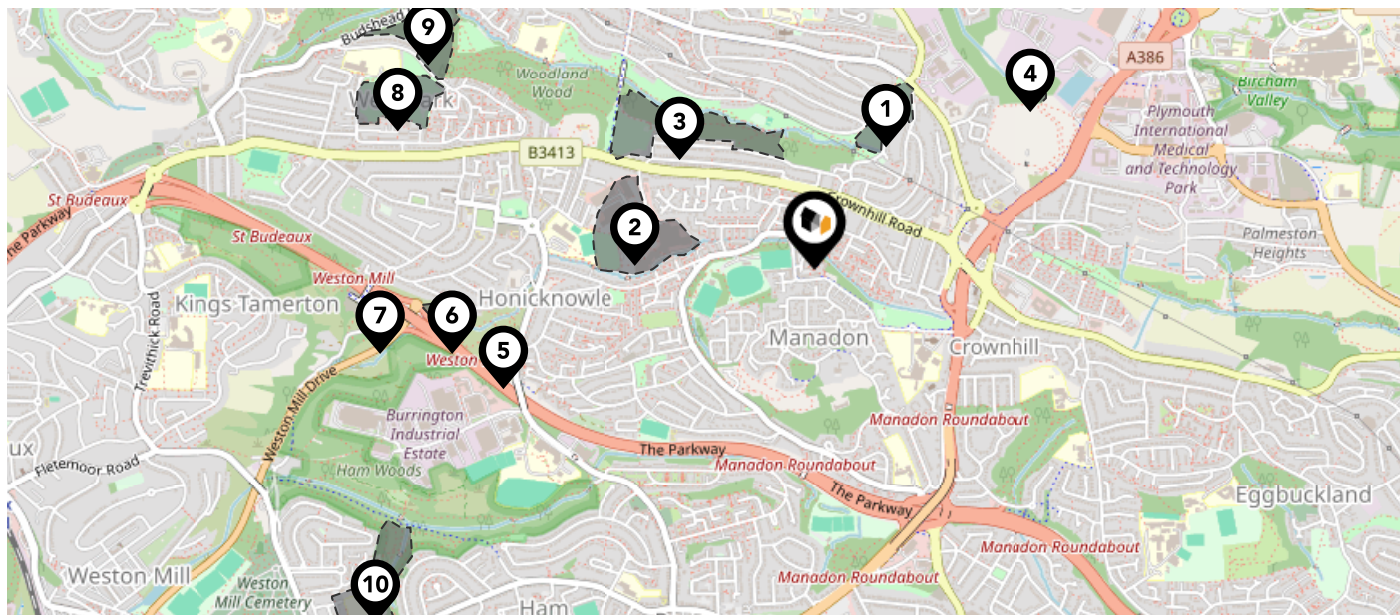 9
Budshead
Woodland
Wood
8
3
1
4
A386
Bircham
Valley
Plymouth
International
Medical
and Technology
Park
B3413
St Budeaux
The Parkway
St Budeaux
2
Crownhill Road
Palmeston
Heights
Weston Mill
Kings Tamerton
Honicknowle
7
6
5
Weston
Manadon
Crownhill
Trevithick Road
Weston Mill Drive
Burrington
Industrial
Estate
Manadon Roundabout
The Parkway
Manadon Roundabout
Fletemoor Road
Ham Woods
The Parkway
Eggbuckland
Manadon Roundabout
Weston Mill
Weston
Mill Cemetery
10
Manadon Roundabout
Ham